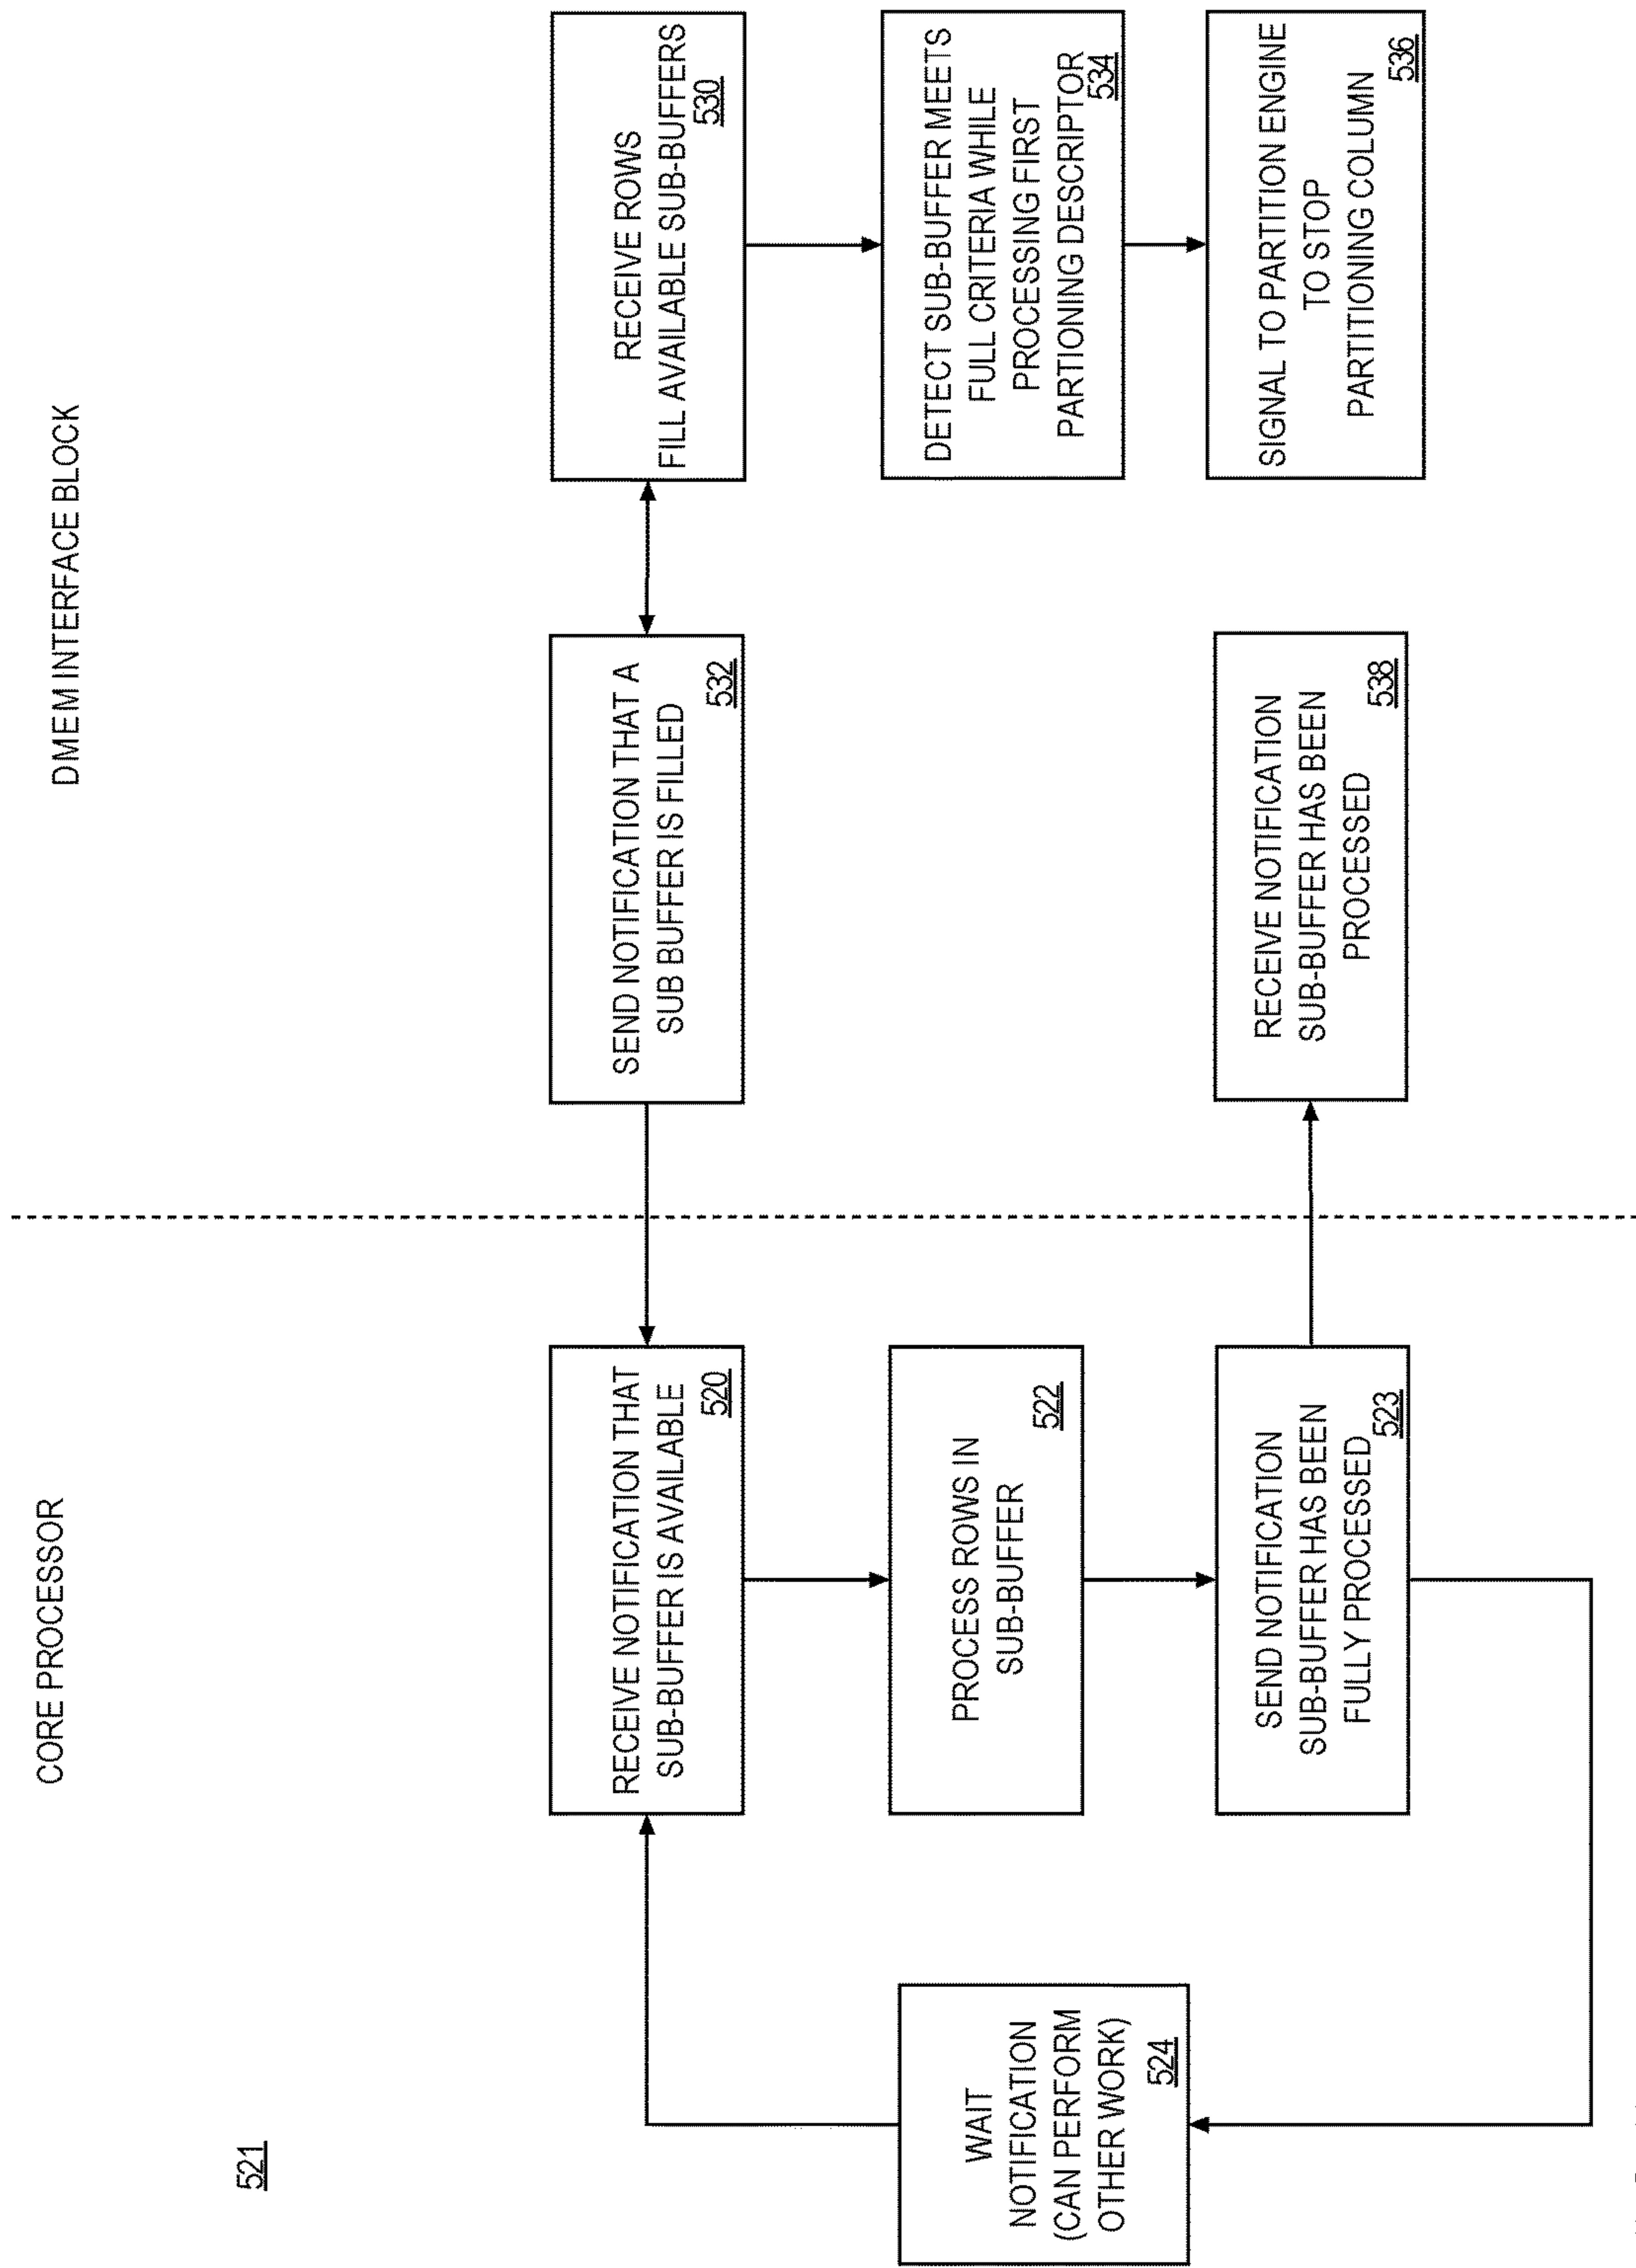 521
CORE PROCESSOR
DMEM INTERFACE BLOCK
WAIT
NOTIFICATION
(CAN PERFORM
OTHER WORK)
524
RECEIVE NOTIFICATION THAT
SUB-BUFFER IS AVAILABLE
520
PROCESS ROWS IN
SUB-BUFFER
522
SEND NOTIFICATION
SUB-BUFFER HAS BEEN
FULLY PROCESSED
523
SEND NOTIFICATION THAT A
SUB BUFFER IS FILLED
532
RECEIVE NOTIFICATION
SUB-BUFFER HAS BEEN
PROCESSED
538
RECEIVE ROWS
FILL AVAILABLE SUB-BUFFERS
530
DETECT SUB-BUFFER MEETS
FULL CRITERIA WHILE
PROCESSING FIRST
PARTIONING DESCRIPTOR
534
SIGNAL TO PARTITION ENGINE
TO STOP
PARTITIONING COLUMN
536